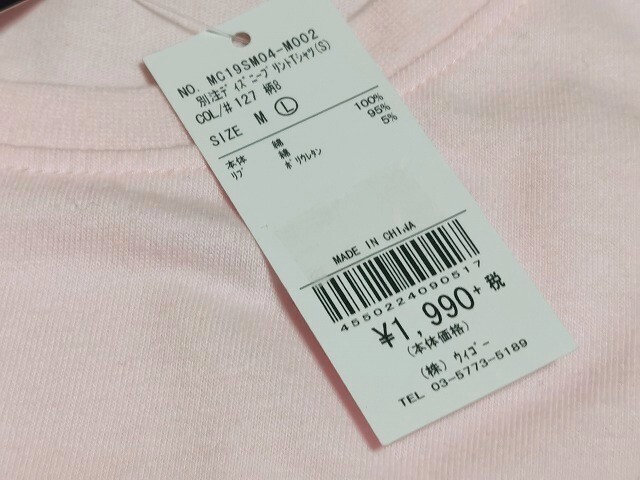 NO. MC19SM04-M002
別注ディズニープリントTシャツ(S)
COL/# 127 柄B
SIZE M L
本体 綿 100%
リブ 綿 95%
ポリウレタン 5%
MADE IN CHINA
4550224090517
¥1,990+税
(本体価格)
(株) ウィゴー
TEL 03-5773-5189